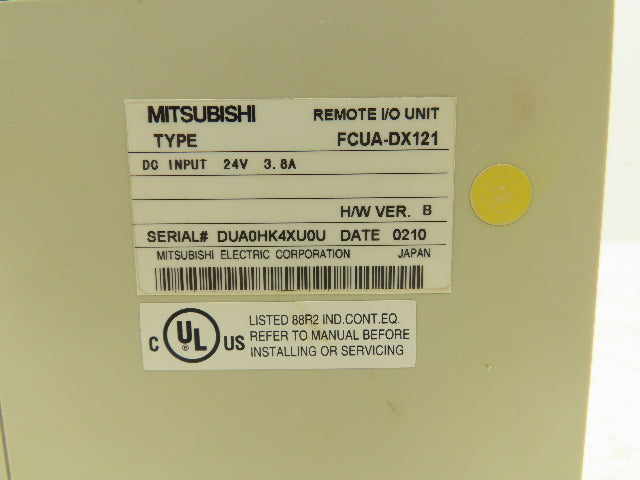 MITSUBISHI REMOTE I/O UNIT
TYPE FCUA-DX121
DC INPUT 24V 3.8A
H/W VER. B
SERIAL# DUA0HK4XU0U DATE 0210
MITSUBISHI ELECTRIC CORPORATION JAPAN
C UL ® US
LISTED 88R2 IND.CONT.EQ.
REFER TO MANUAL BEFORE
INSTALLING OR SERVICING